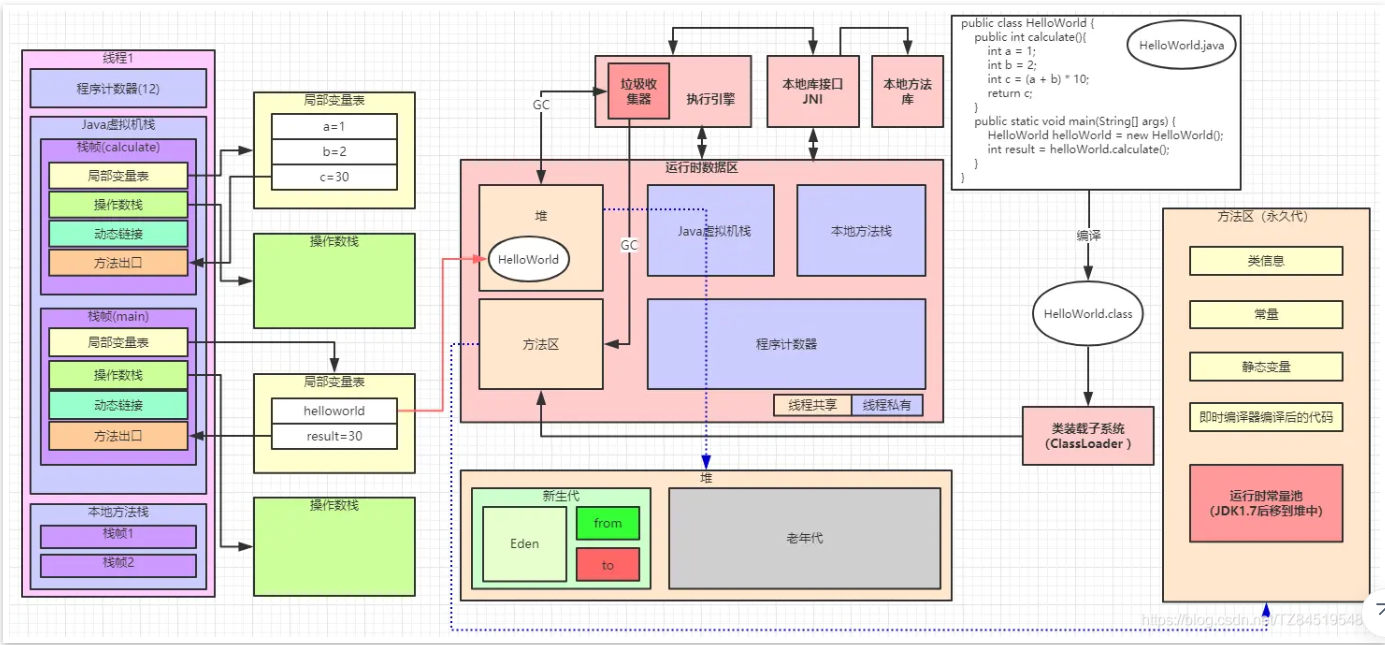 线程1
程序计数器(12)
Java虚拟机栈
栈帧(calculate)
局部变量表
操作数栈
动态链接
方法出口
栈帧(main)
局部变量表
操作数栈
动态链接
方法出口
本地方法栈
栈帧1
栈帧2
局部变量表
a=1
b=2
c=30
操作数栈
局部变量表
helloworld
result=30
操作数栈
GC
垃圾收
集器
执行引擎
本地库接口
JNI
本地方法
库
运行时数据区
堆
HelloWorld
GC
Java虚拟机栈
本地方法栈
方法区
程序计数器
线程共享
线程私有
堆
新生代
Eden
from
to
老年代
public class HelloWorld {
public int calculate(){
int a = 1;
int b = 2;
int c = (a + b) * 10;
return c;
}
public static void main(String[] args) {
HelloWorld helloWorld = new HelloWorld();
int result = helloWorld.calculate();
}
}
HelloWorld.java
编译
HelloWorld.class
类装载子系统
（ClassLoader ）
方法区（永久代）
类信息
常量
静态变量
即时编译器编译后的代码
运行时常量池
(JDK1.7后移到堆中)
https://blog.csdn.net/TZ84519548